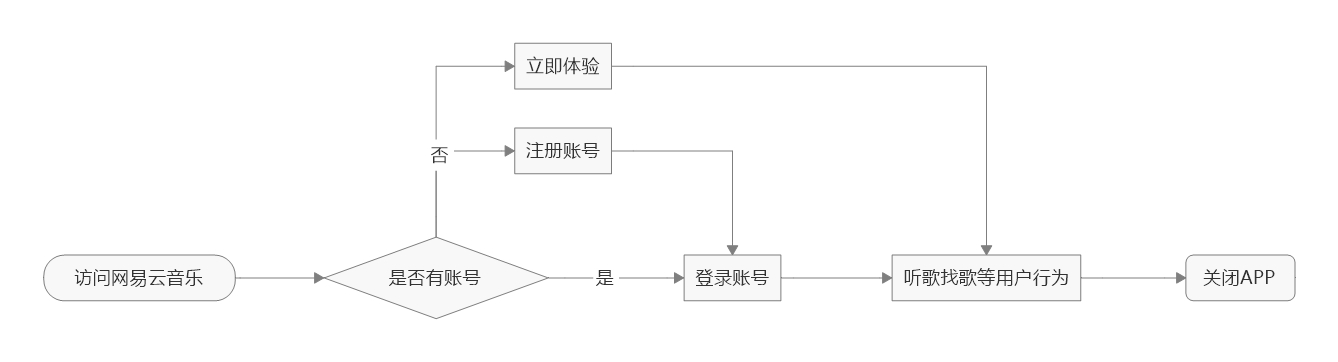 立即体验
否
注册账号
访问网易云音乐
是否有账号
是
登录账号
听歌找歌等用户行为
关闭APP